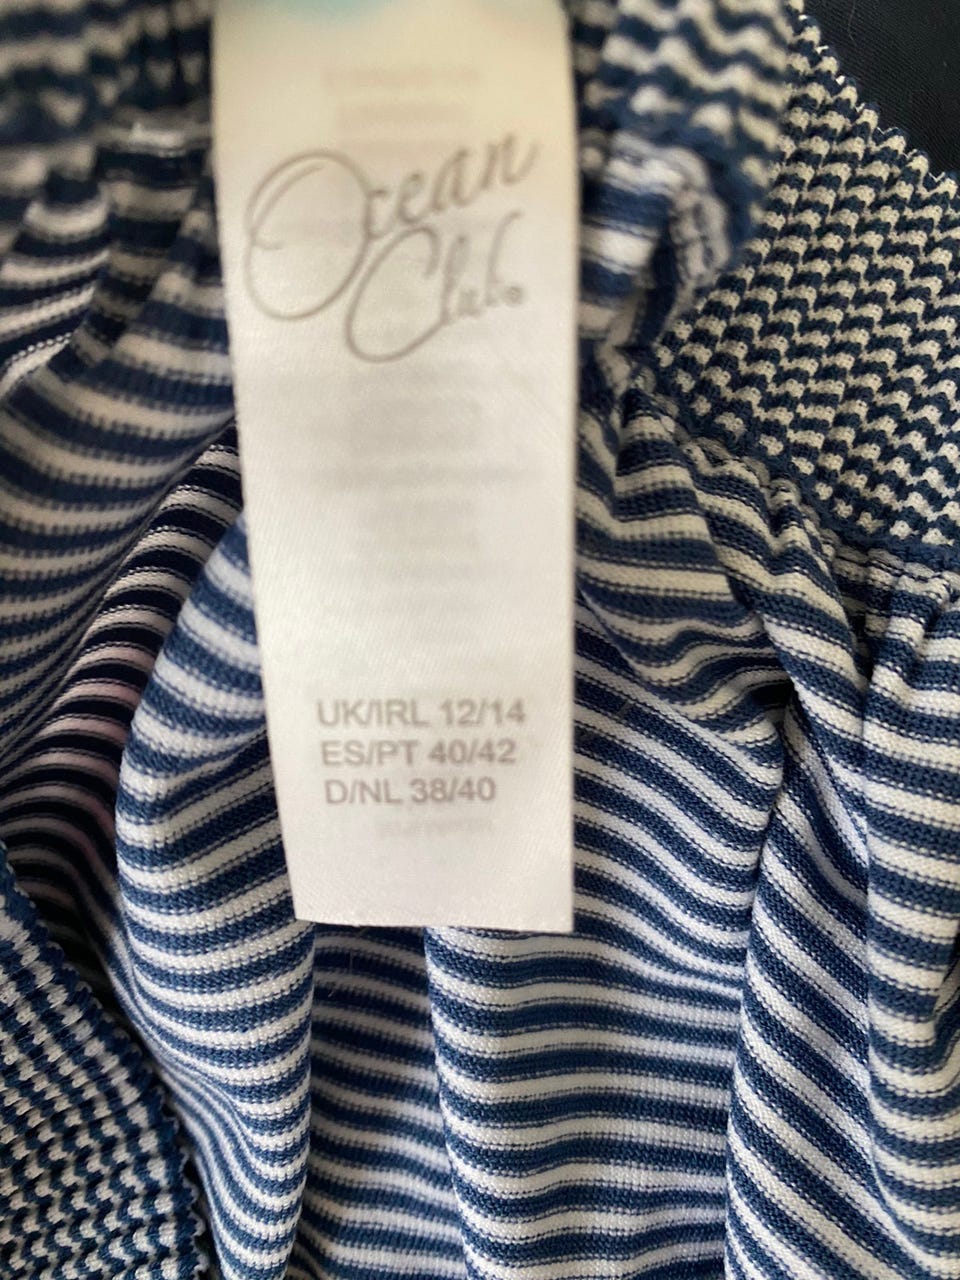 Ocean
Club
UK/IRL 12/14
ES/PT 40/42
D/NL 38/40